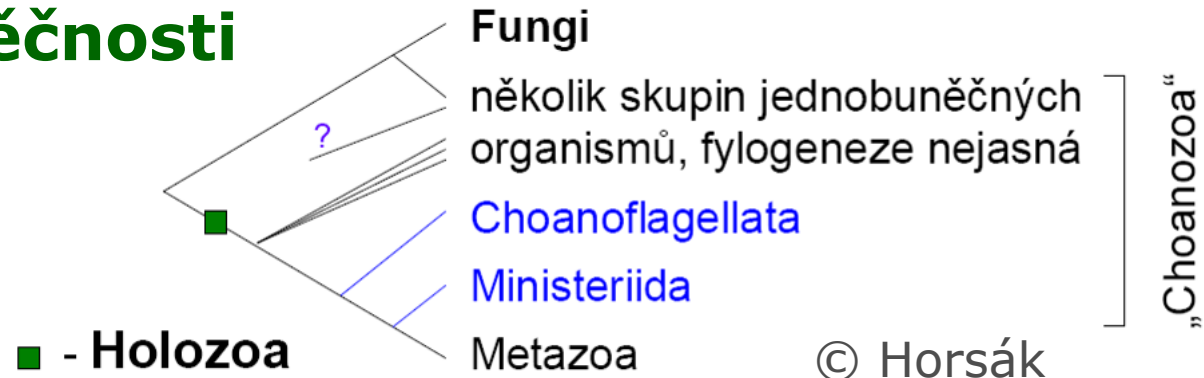 ěčnosti
Fungi
několik skupin jednobuněčných
organismů, fylogeneze nejasná
?
Choanoflagellata
Ministeriida
Metazoa
„Choanozoa“
- Holozoa
© Horsák